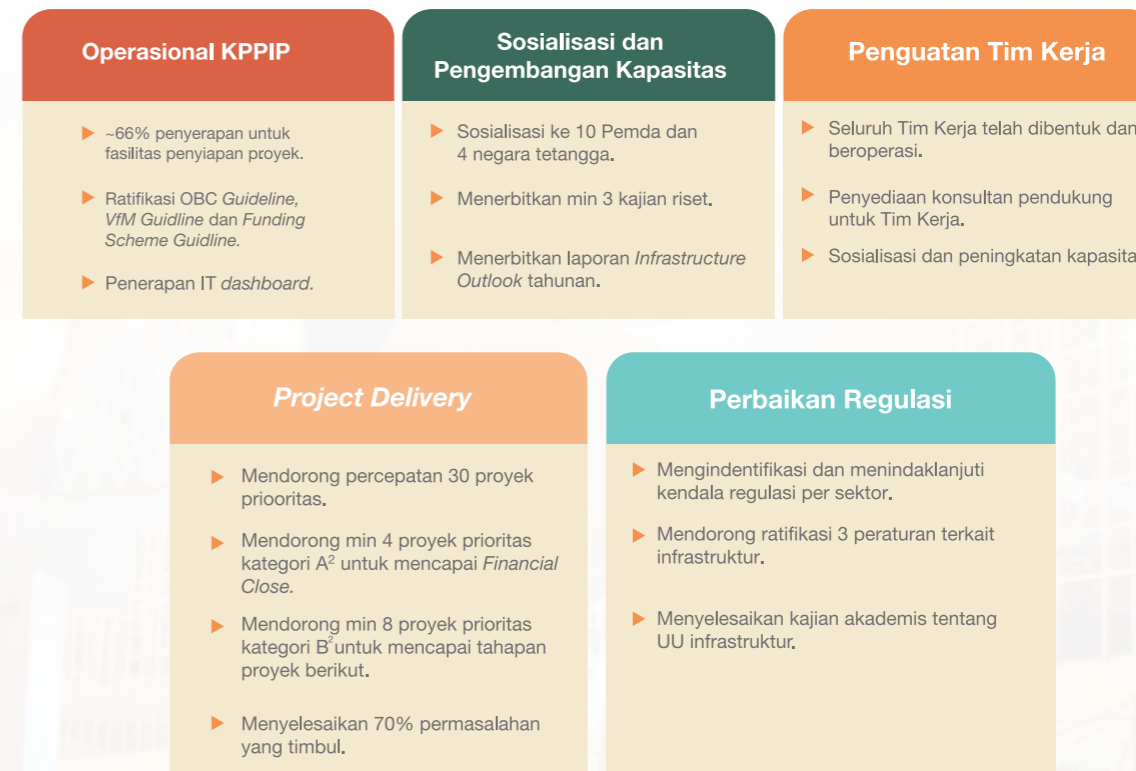 Operasional KPPIP
~66% penyerapan untuk
fasilitas penyiapan proyek.
Ratifikasi OBC Guideline,
VfM Guidline dan Funding
Scheme Guidline.
Penerapan IT dashboard.
Sosialisasi dan
Pengembangan Kapasitas
Sosialisasi ke 10 Pemda dan
4 negara tetangga.
Menerbitkan min 3 kajian riset.
Menerbitkan laporan Infrastructure
Outlook tahunan.
Penguatan Tim Kerja
Seluruh Tim Kerja telah dibentuk dan
beroperasi.
Penyediaan konsultan pendukung
untuk Tim Kerja.
Sosialisasi dan peningkatan kapasita
Project Delivery
Mendorong percepatan 30 proyek
priooritas.
Mendorong min 4 proyek prioritas
kategori A² untuk mencapai Financial
Close.
Mendorong min 8 proyek prioritas
kategori B² untuk mencapai tahapan
proyek berikut.
Menyelesaikan 70% permasalahan
yang timbul.
Perbaikan Regulasi
Mengindentifikasi dan menindaklanjuti
kendala regulasi per sektor.
Mendorong ratifikasi 3 peraturan terkait
infrastruktur.
Menyelesaikan kajian akademis tentang
UU infrastruktur.